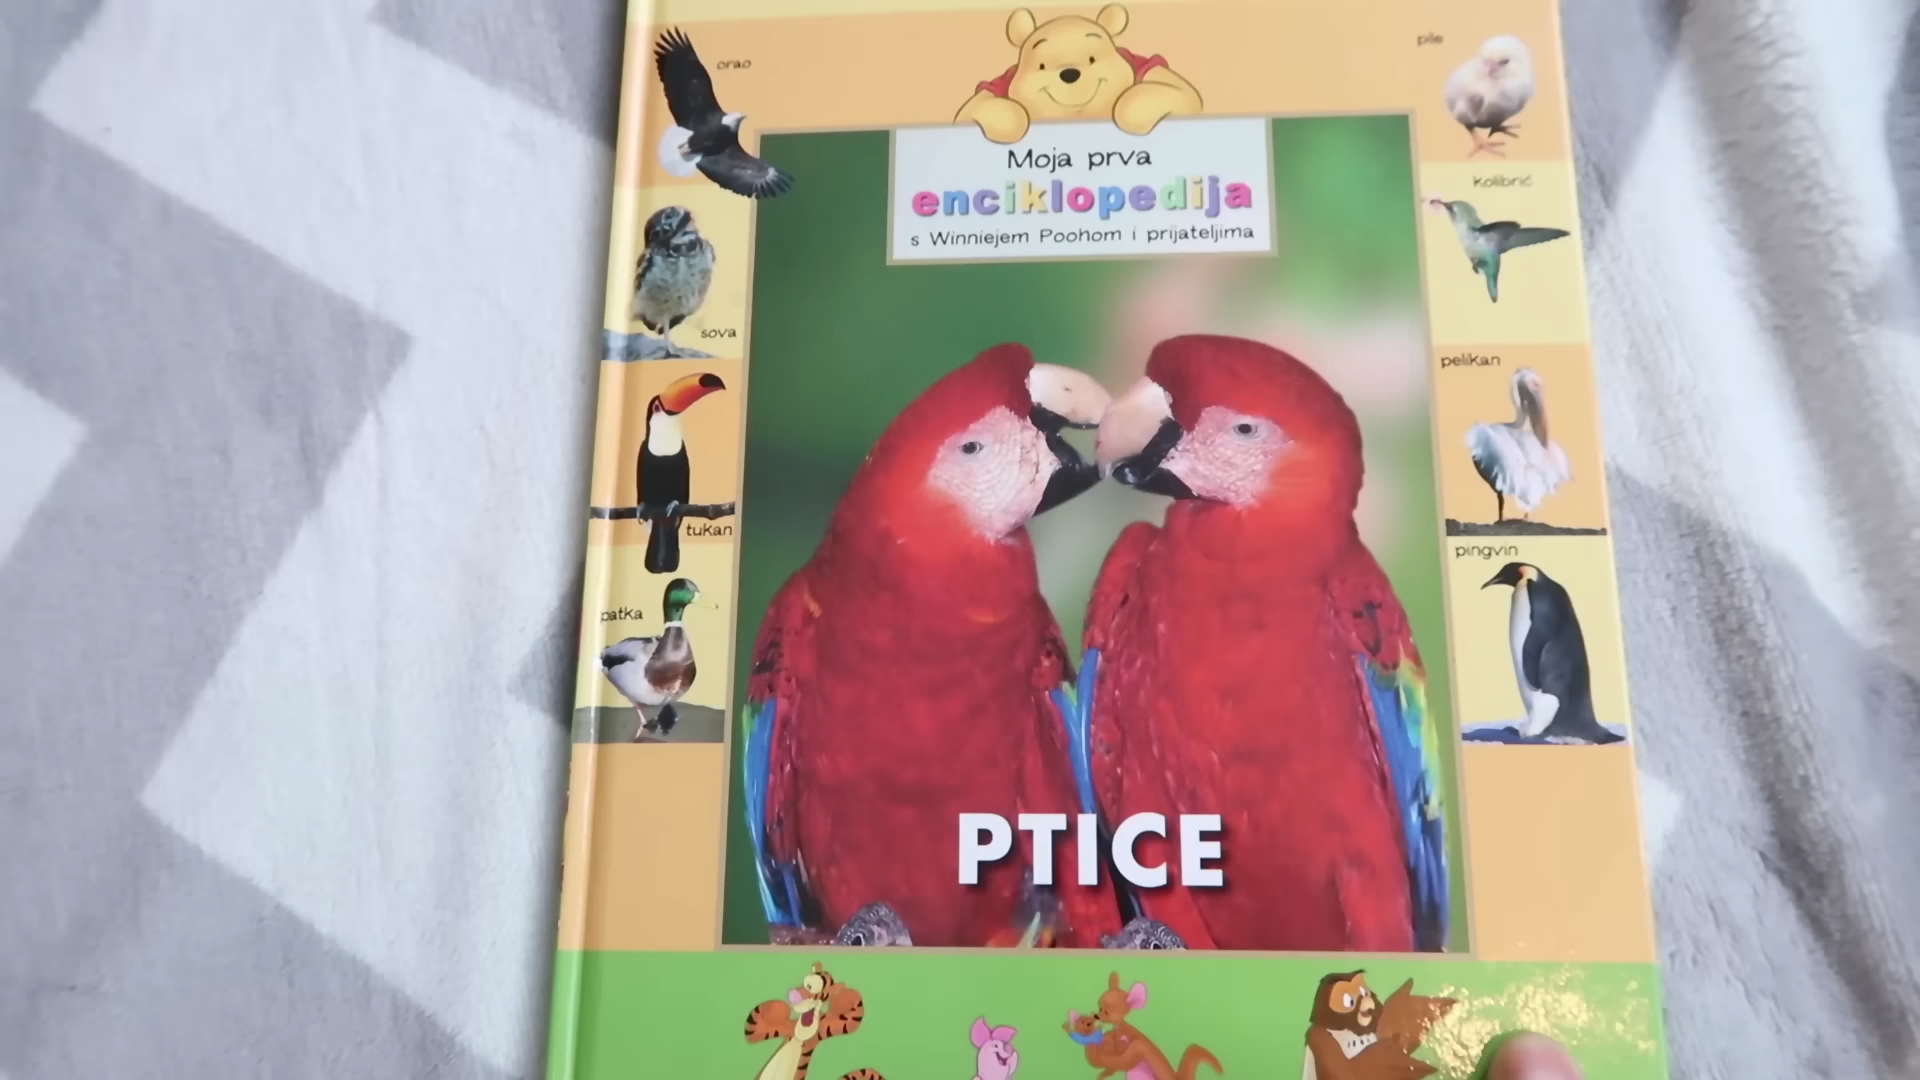 orao
pile
Moja prva
enciklopedija
s Winniejem Poohom i prijateljima
kolibrić
sova
pelikan
tukan
pingvin
patka
PTICE